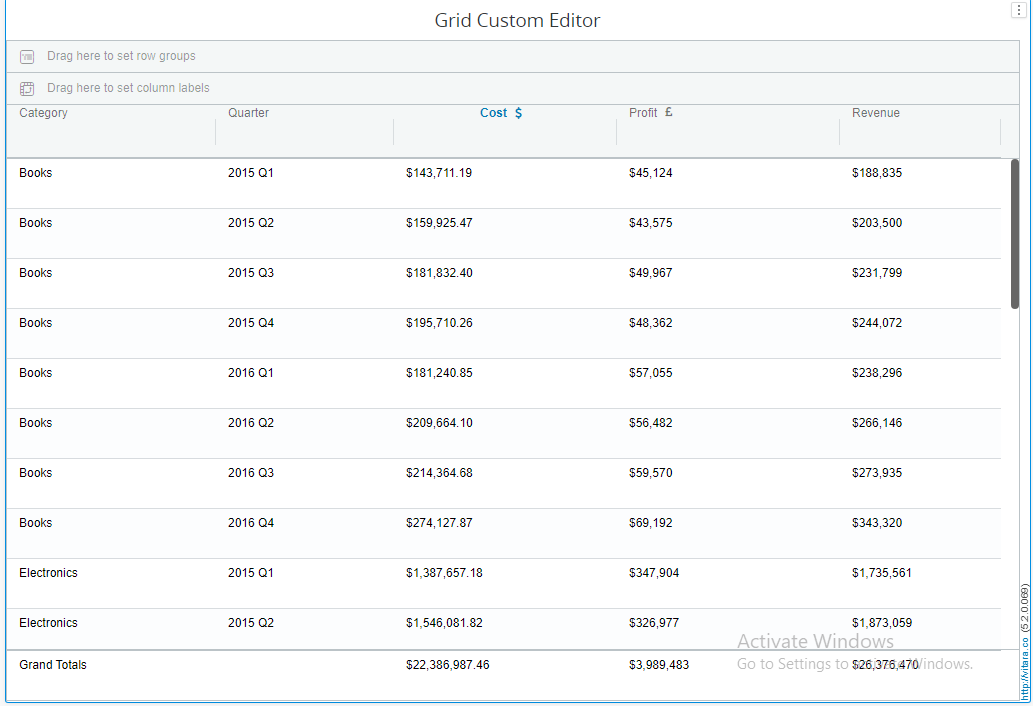 Grid Custom Editor
Drag here to set row groups
Drag here to set column labels
Category Quarter Cost $ Profit £ Revenue
Books 2015 Q1 $143,711.19 $45,124 $188,835
Books 2015 Q2 $159,925.47 $43,575 $203,500
Books 2015 Q3 $181,832.40 $49,967 $231,799
Books 2015 Q4 $195,710.26 $48,362 $244,072
Books 2016 Q1 $181,240.85 $57,055 $238,296
Books 2016 Q2 $209,664.10 $56,482 $266,146
Books 2016 Q3 $214,364.68 $59,570 $273,935
Books 2016 Q4 $274,127.87 $69,192 $343,320
Electronics 2015 Q1 $1,387,657.18 $347,904 $1,735,561
Electronics 2015 Q2 $1,546,081.82 $326,977 $1,873,059
Grand Totals $22,386,987.46 $3,989,483 $26,376,470
Activate Windows
Go to Settings to Windows.
http://vitara.co (5.2.0.069)